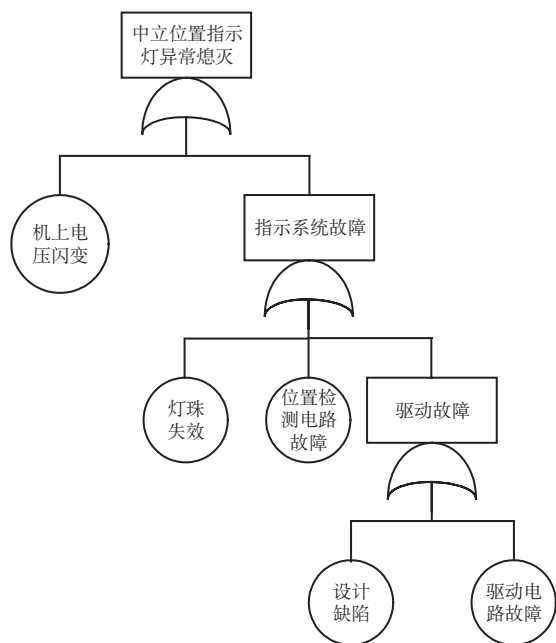 中立位置指示
灯异常熄灭
机上电
压闪变
指示系统故障
灯珠
失效
位置检
测电路
故障
驱动故障
设计
缺陷
驱动电
路故障